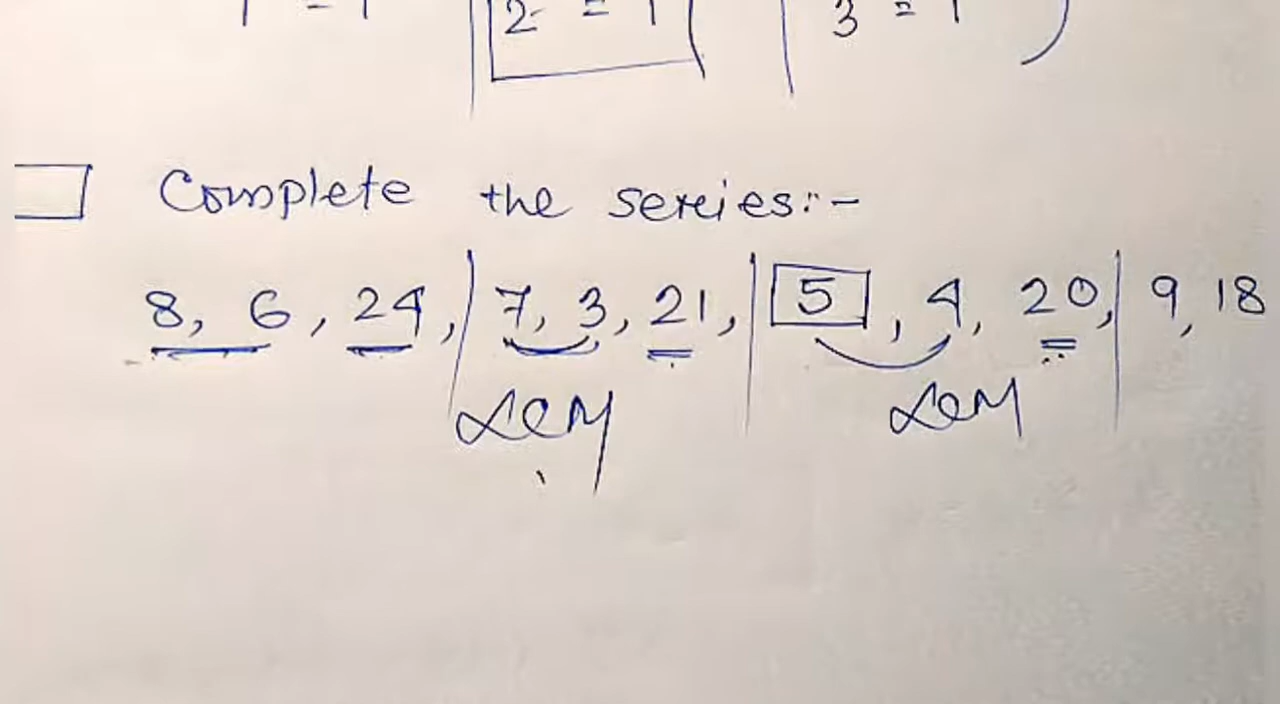 2 = 1 3 = 1
Complete the series:-
8, 6, 24, 7, 3, 21, 5, 4, 20, 9, 18
LCM LCM